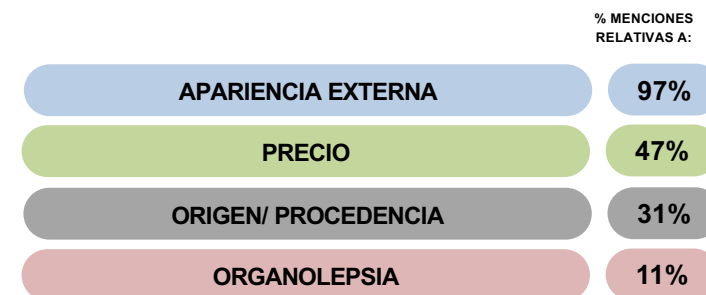 % MENCIONES
RELATIVAS A:
APARIENCIA EXTERNA 97%
PRECIO 47%
ORIGEN/ PROCEDENCIA 31%
ORGANOLEPSIA 11%